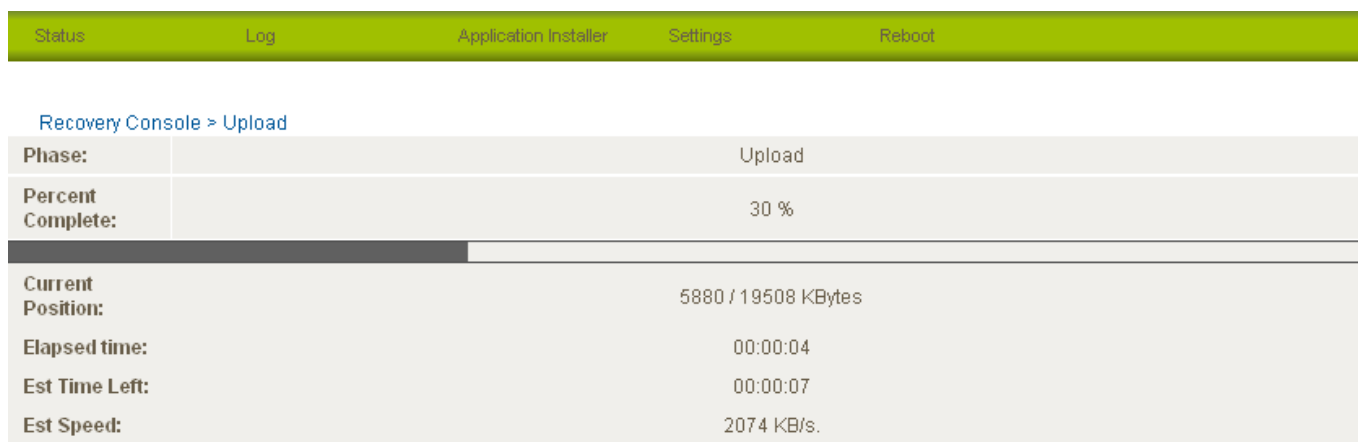 Status Log Application Installer Settings Reboot
Recovery Console > Upload
Phase: Upload
Percent
Complete: 30 %
Current
Position: 5880 / 19508 KBytes
Elapsed time: 00:00:04
Est Time Left: 00:00:07
Est Speed: 2074 KB/s.